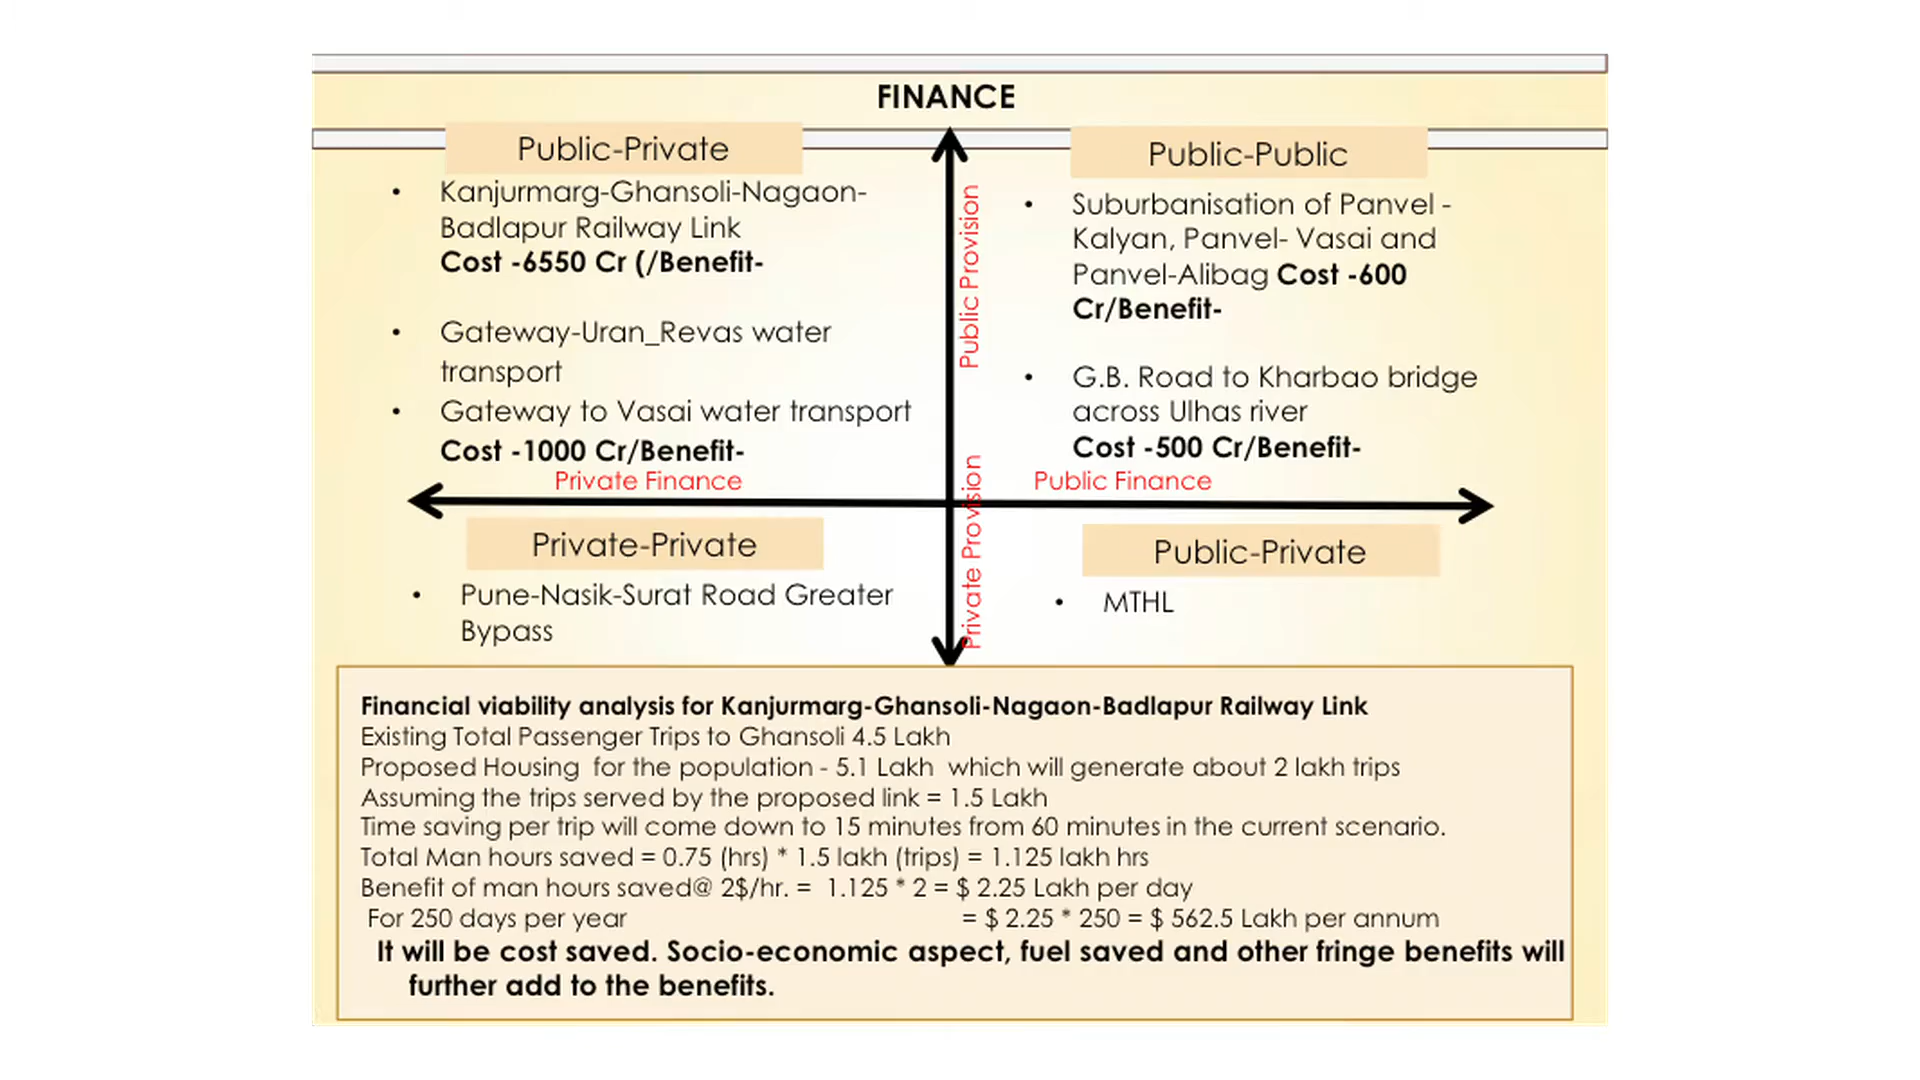 FINANCE
Public-Private
• Kanjurmarg-Ghansoli-Nagaon-
Badlapur Railway Link
Cost -6550 Cr (/Benefit-
• Gateway-Uran_Revas water
transport
• Gateway to Vasai water transport
Cost -1000 Cr/Benefit-
Public-Public
• Suburbanisation of Panvel -
Kalyan, Panvel- Vasai and
Panvel-Alibag Cost -600
Cr/Benefit-
• G.B. Road to Kharbao bridge
across Ulhas river
Cost -500 Cr/Benefit-
Public Provision
Private Finance
Public Finance
Private Provision
Private-Private
• Pune-Nasik-Surat Road Greater
Bypass
Public-Private
• MTHL
Financial viability analysis for Kanjurmarg-Ghansoli-Nagaon-Badlapur Railway Link
Existing Total Passenger Trips to Ghansoli 4.5 Lakh
Proposed Housing for the population - 5.1 Lakh which will generate about 2 lakh trips
Assuming the trips served by the proposed link = 1.5 Lakh
Time saving per trip will come down to 15 minutes from 60 minutes in the current scenario.
Total Man hours saved = 0.75 (hrs) * 1.5 lakh (trips) = 1.125 lakh hrs
Benefit of man hours saved@ 2$/hr. = 1.125 * 2 = $ 2.25 Lakh per day
For 250 days per year = $ 2.25 * 250 = $ 562.5 Lakh per annum
It will be cost saved. Socio-economic aspect, fuel saved and other fringe benefits will
further add to the benefits.